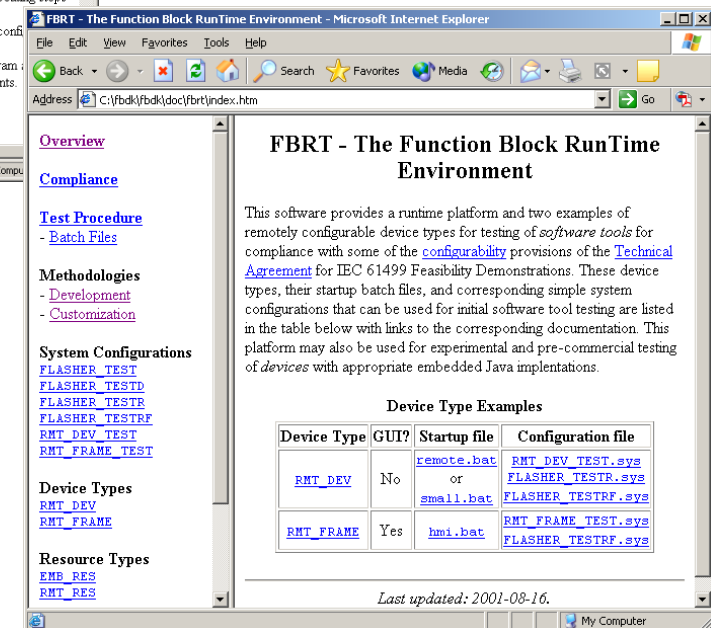 FBRT - The Function Block RunTime Environment - Microsoft Internet Explorer
File Edit View Favorites Tools Help
Back Search Favorites Media
Address C:\fbdk\fbdk\doc\fbrt\index.htm Go
Overview
Compliance
Test Procedure
- Batch Files
Methodologies
- Development
- Customization
System Configurations
FLASHER_TEST
FLASHER_TESTD
FLASHER_TESTR
FLASHER_TESTRF
RMT_DEV_TEST
RMT_FRAME_TEST
Device Types
RMT_DEV
RMT_FRAME
Resource Types
EMB_RES
RMT_RES
FBRT - The Function Block RunTime
Environment
This software provides a runtime platform and two examples of
remotely configurable device types for testing of software tools for
compliance with some of the configurability provisions of the Technical
Agreement for IEC 61499 Feasibility Demonstrations. These device
types, their startup batch files, and corresponding simple system
configurations that can be used for initial software tool testing are listed
in the table below with links to the corresponding documentation. This
platform may also be used for experimental and pre-commercial testing
of devices with appropriate embedded Java implentations.
Device Type Examples
Device Type GUI? Startup file Configuration file
RMT_DEV No remote.bat or small.bat RMT_DEV_TEST.sys FLASHER_TESTR.sys FLASHER_TESTRF.sys
RMT_FRAME Yes hmi.bat RMT_FRAME_TEST.sys FLASHER_TESTRF.sys
Last updated: 2001-08-16.
My Computer